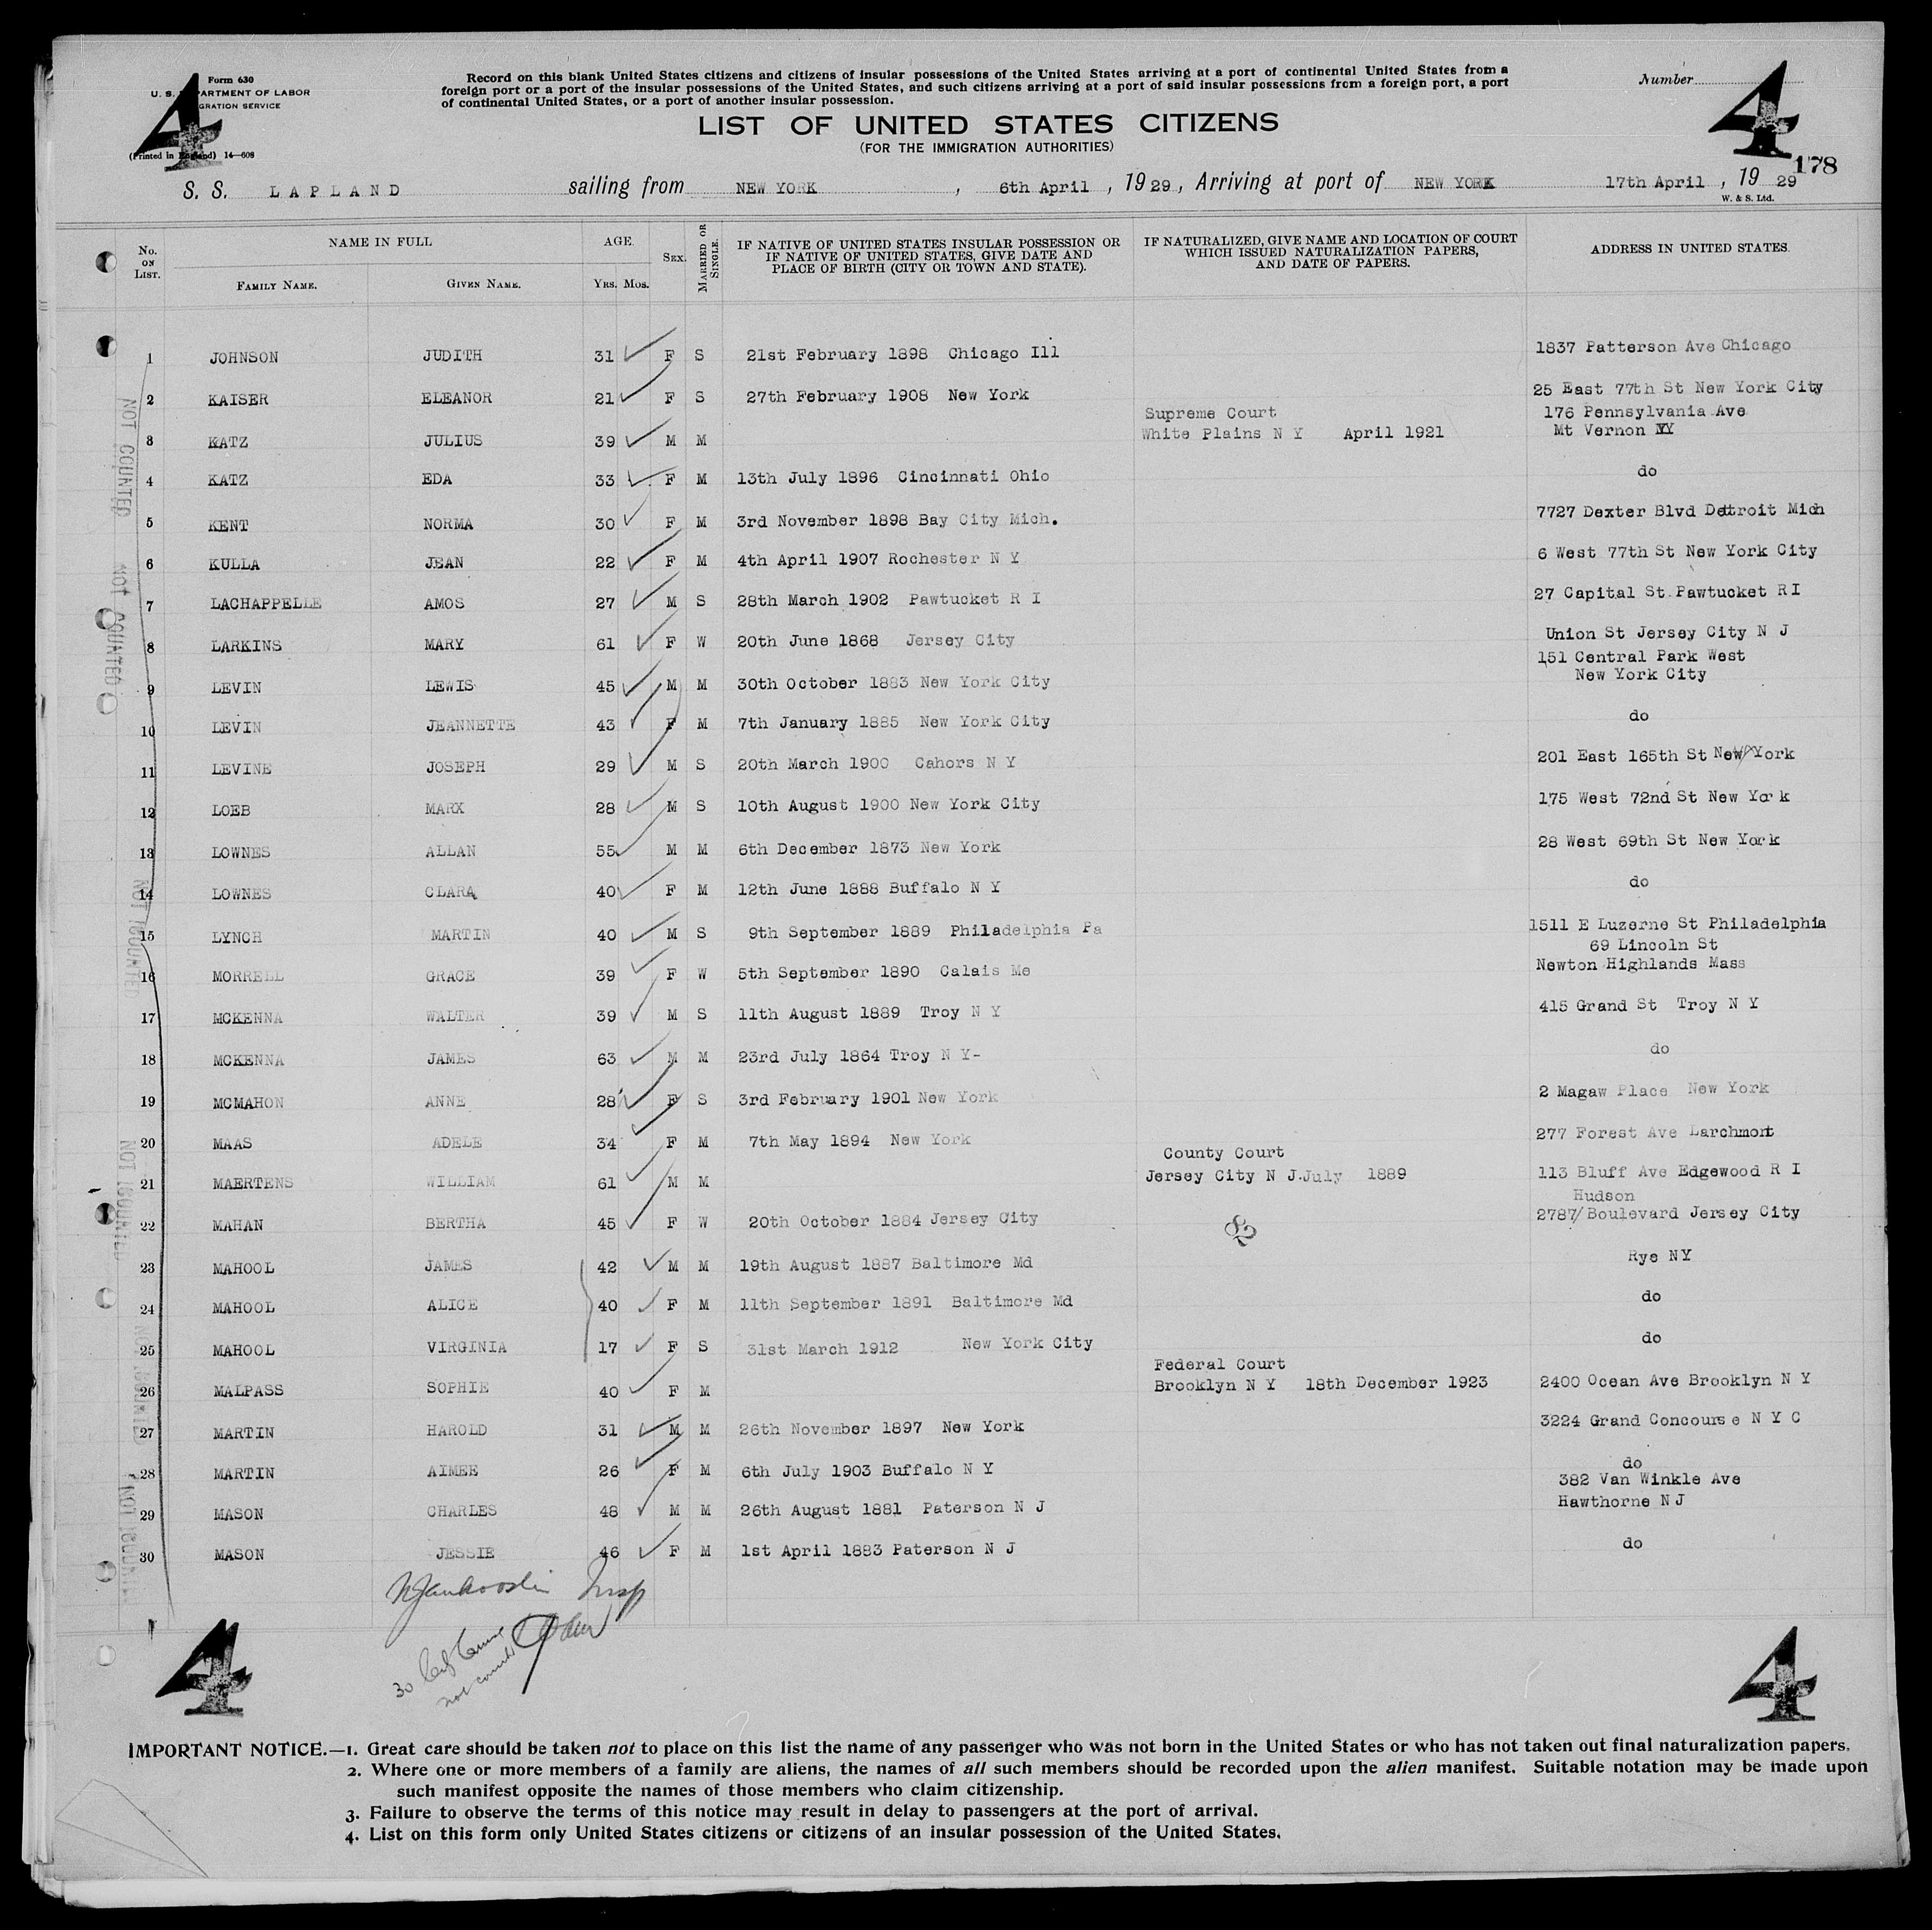 Form 630
U. S. DEPARTMENT OF LABOR
IMMIGRATION SERVICE
(Printed in England) 14—608
4
Record on this blank United States citizens and citizens of insular possessions of the United States arriving at a port of continental United States from a
foreign port or a port of the insular possessions of the United States, and such citizens arriving at a port of said insular possessions from a foreign port, a port
of continental United States, or a port of another insular possession.
Number
4
178
LIST OF UNITED STATES CITIZENS
(FOR THE IMMIGRATION AUTHORITIES)
S. S. LAPLAND sailing from NEW YORK , 6th April , 1929, Arriving at port of NEW YORK 17th April , 1929
W. & S. Ltd.
No. ON LIST. NAME IN FULL FAMILY NAME. GIVEN NAME. AGE. YRS. MOS. SEX. MARRIED OR SINGLE. IF NATIVE OF UNITED STATES INSULAR POSSESSION OR IF NATIVE OF UNITED STATES, GIVE DATE AND PLACE OF BIRTH (CITY OR TOWN AND STATE). IF NATURALIZED, GIVE NAME AND LOCATION OF COURT WHICH ISSUED NATURALIZATION PAPERS, AND DATE OF PAPERS. ADDRESS IN UNITED STATES.
1 JOHNSON JUDITH 31 F S 21st February 1898 Chicago Ill 1837 Patterson Ave Chicago
2 KAISER ELEANOR 21 F S 27th February 1908 New York 25 East 77th St New York City
Supreme Court 176 Pennsylvania Ave
3 KATZ JULIUS 39 M M White Plains N Y April 1921 Mt Vernon NY
4 KATZ EDA 33 F M 13th July 1896 Cincinnati Ohio do
5 KENT NORMA 30 F M 3rd November 1898 Bay City Mich. 7727 Dexter Blvd Detroit Mich
6 KULLA JEAN 22 F M 4th April 1907 Rochester N Y 6 West 77th St New York City
7 LACHAPPELLE AMOS 27 M S 28th March 1902 Pawtucket R I 27 Capital St Pawtucket R I
8 LARKINS MARY 61 F W 20th June 1868 Jersey City Union St Jersey City N J
151 Central Park West
9 LEVIN LEWIS 45 M M 30th October 1883 New York City New York City
10 LEVIN JEANNETTE 43 F M 7th January 1885 New York City do
11 LEVINE JOSEPH 29 M S 20th March 1900 Cahors N Y 201 East 165th St New York
12 LOEB MARX 28 M S 10th August 1900 New York City 175 West 72nd St New York
13 LOWNES ALLAN 55 M M 6th December 1873 New York 28 West 69th St New York
14 LOWNES CLARA 40 F M 12th June 1888 Buffalo N Y do
15 LYNCH MARTIN 40 M S 9th September 1889 Philadelphia Pa 1511 E Luzerne St Philadelphia
69 Lincoln St
16 MORRELL GRACE 39 F W 5th September 1890 Calais Me Newton Highlands Mass
17 MCKENNA WALTER 39 M S 11th August 1889 Troy N Y 415 Grand St Troy N Y
18 MCKENNA JAMES 63 M M 23rd July 1864 Troy N Y- do
19 MCMAHON ANNE 28 F S 3rd February 1901 New York 2 Magaw Place New York
20 MAAS ADELE 34 F M 7th May 1894 New York 277 Forest Ave Larchmont
County Court
21 MAERTENS WILLIAM 61 M M Jersey City N J.July 1889 113 Bluff Ave Edgewood R I
Hudson
22 MAHAN BERTHA 45 F W 20th October 1884 Jersey City 2787/Boulevard Jersey City
23 MAHOOL JAMES 42 M M 19th August 1887 Baltimore Md Rye NY
24 MAHOOL ALICE 40 F M 11th September 1891 Baltimore Md do
25 MAHOOL VIRGINIA 17 F S 31st March 1912 New York City do
Federal Court
26 MALPASS SOPHIE 40 F M Brooklyn N Y 18th December 1923 2400 Ocean Ave Brooklyn N Y
27 MARTIN HAROLD 31 M M 26th November 1897 New York 3224 Grand Concourse N Y C
28 MARTIN AIMEE 26 F M 6th July 1903 Buffalo N Y do
382 Van Winkle Ave
29 MASON CHARLES 48 M M 26th August 1881 Paterson N J Hawthorne N J
30 MASON JESSIE 46 F M 1st April 1883 Paterson N J do
NOT COUNTED
NOT COUNTED
NOT COUNTED
NOT COUNTED
NOT COUNTED
NOT COUNTED
Insp
30
not
4
4
IMPORTANT NOTICE.—1. Great care should be taken not to place on this list the name of any passenger who was not born in the United States or who has not taken out final naturalization papers.
2. Where one or more members of a family are aliens, the names of all such members should be recorded upon the alien manifest. Suitable notation may be made upon
such manifest opposite the names of those members who claim citizenship.
3. Failure to observe the terms of this notice may result in delay to passengers at the port of arrival.
4. List on this form only United States citizens or citizens of an insular possession of the United States.